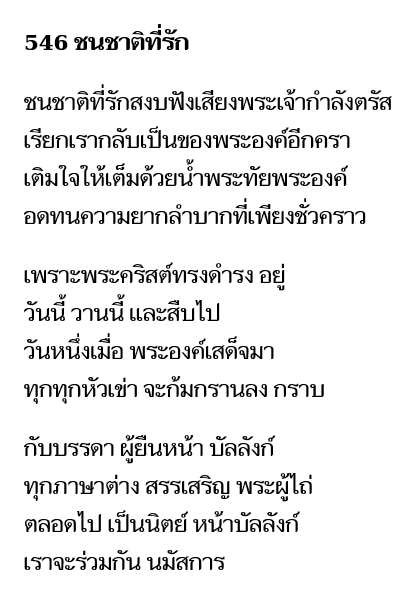 546 ชนชาติที่รัก
ชนชาติที่รักสงบฟังเสียงพระเจ้ากำลังตรัส
เรียกเรากลับเป็นของพระองค์อีกครา
เติมใจให้เต็มด้วยน้ำพระทัยพระองค์
อดทนความยากลำบากที่เพียงชั่วคราว
เพราะพระคริสต์ทรงดำรง อยู่
วันนี้ วานนี้ และสืบไป
วันหนึ่งเมื่อ พระองค์เสด็จมา
ทุกทุกหัวเข่า จะก้มกรานลง กราบ
กับบรรดา ผู้ยืนหน้า บัลลังก์
ทุกภาษาต่าง สรรเสริญ พระผู้ไถ่
ตลอดไป เป็นนิตย์ หน้าบัลลังก์
เราจะร่วมกัน นมัสการ